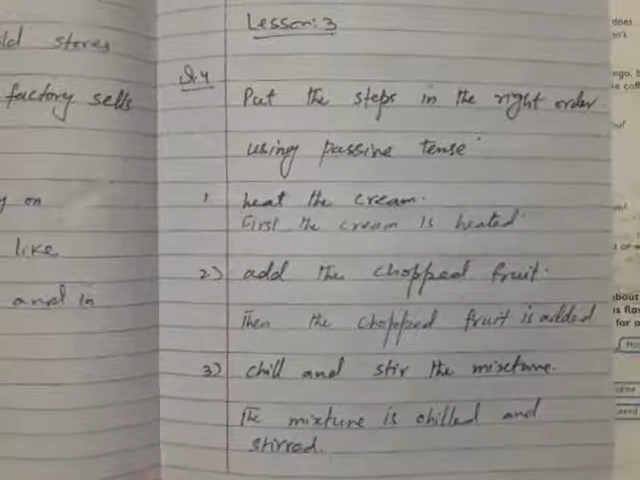 Lesson: 3
Q.4
Put the steps in the right order
using passive tense
1 heat the cream.
First the cream is heated.
2) add the chopped fruit.
Then the chopped fruit is added
3) chill and stir the mixture.
The mixture is chilled and
stirred.
old stores
factory sells
on
like
and in
does